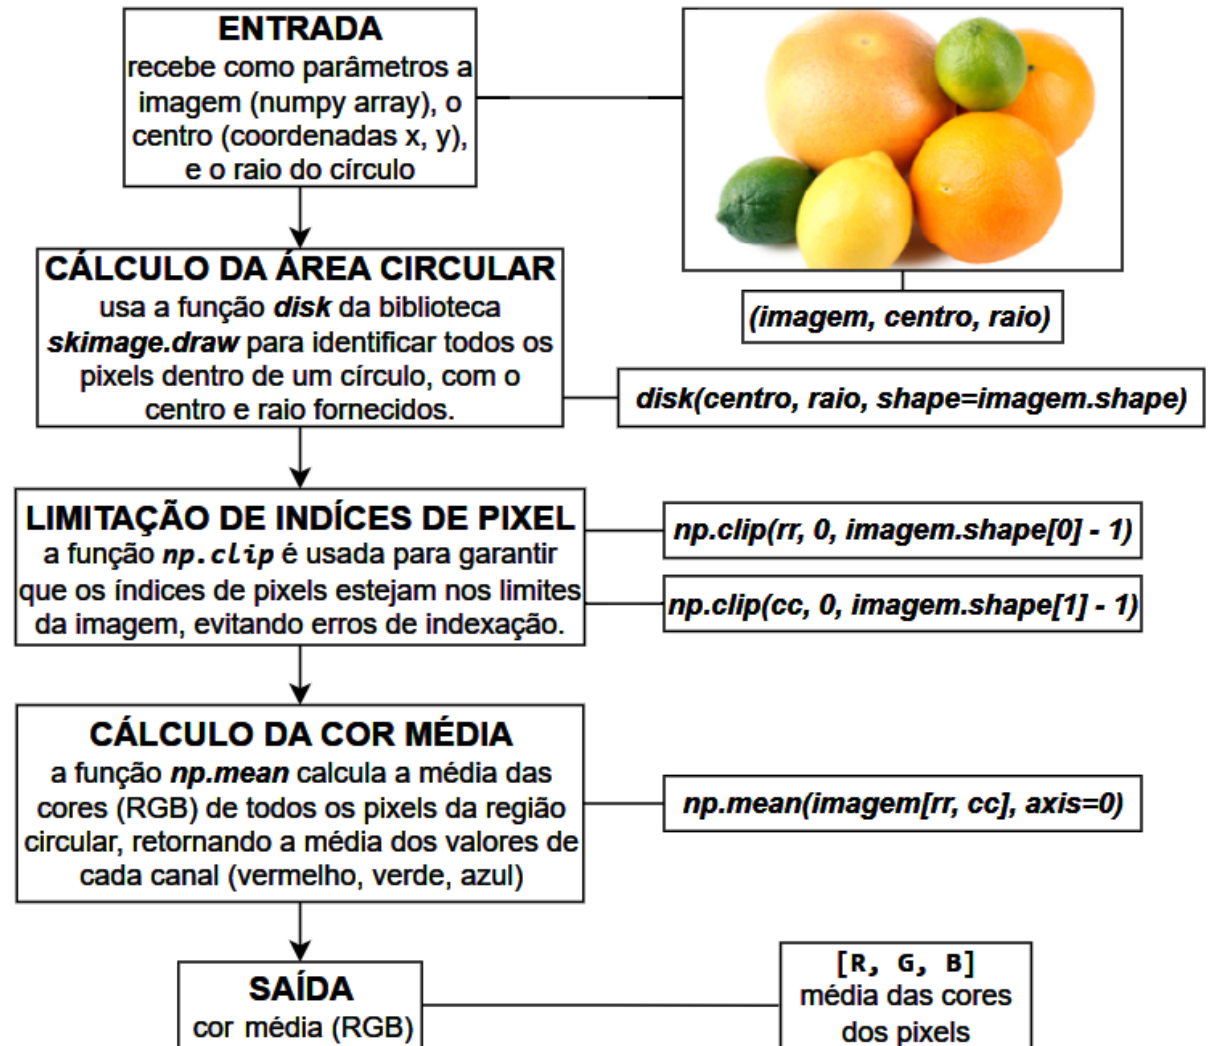 ENTRADA
recebe como parâmetros a
imagem (numpy array), o
centro (coordenadas x, y),
e o raio do círculo
(imagem, centro, raio)
CÁLCULO DA ÁREA CIRCULAR
usa a função disk da biblioteca
skimage.draw para identificar todos os
pixels dentro de um círculo, com o
centro e raio fornecidos.
disk(centro, raio, shape=imagem.shape)
LIMITAÇÃO DE INDÍCES DE PIXEL
a função np.clip é usada para garantir
que os índices de pixels estejam nos limites
da imagem, evitando erros de indexação.
np.clip(rr, 0, imagem.shape[0] - 1)
np.clip(cc, 0, imagem.shape[1] - 1)
CÁLCULO DA COR MÉDIA
a função np.mean calcula a média das
cores (RGB) de todos os pixels da região
circular, retornando a média dos valores de
cada canal (vermelho, verde, azul)
np.mean(imagem[rr, cc], axis=0)
SAÍDA
cor média (RGB)
[R, G, B]
média das cores
dos pixels